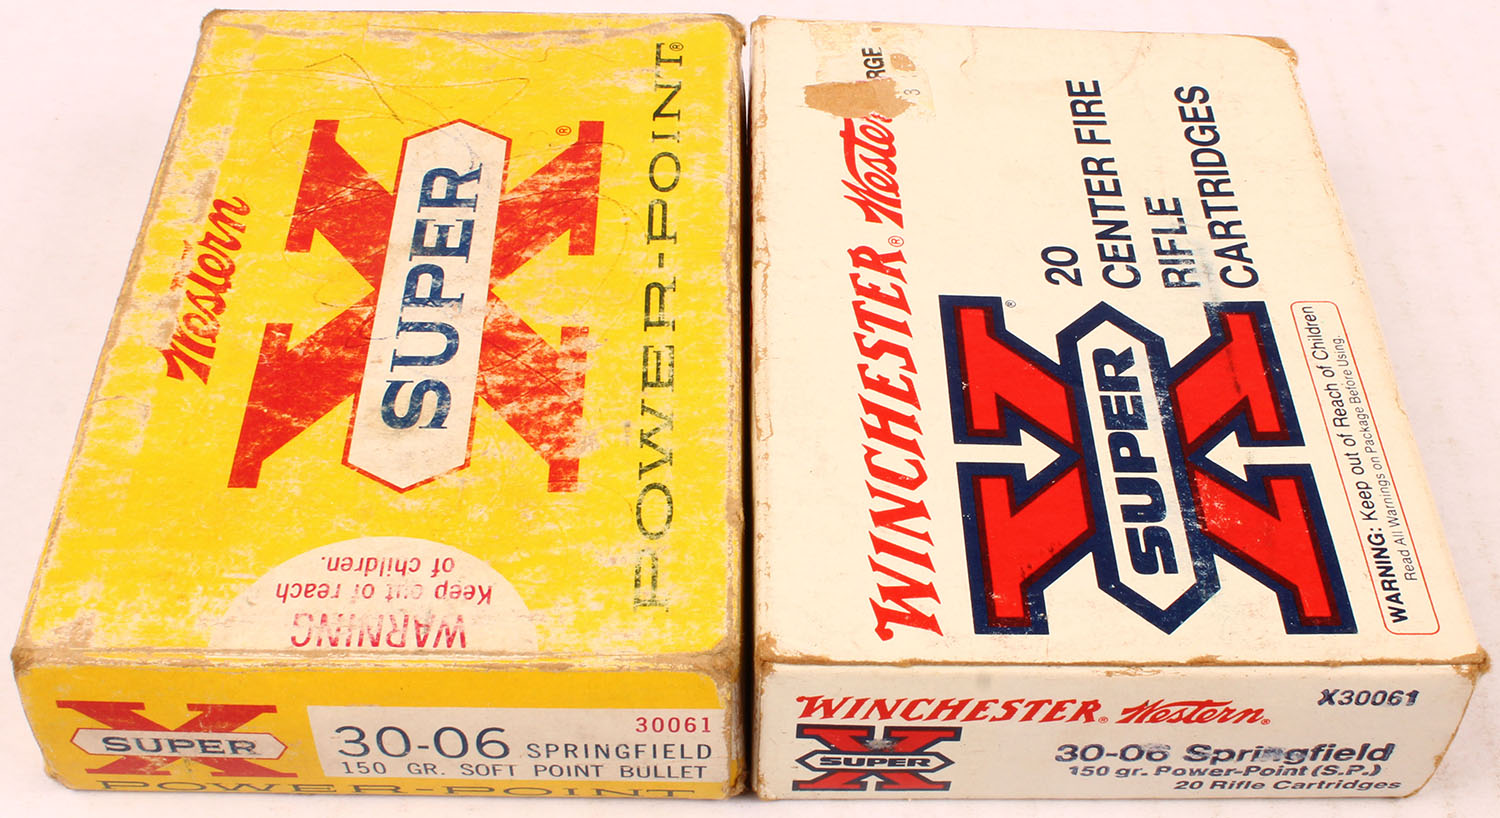 Western
SUPER
X
®
POWER-POINT®
WARNING
Keep out of reach
of children.
SUPER
X
30061
30-06 SPRINGFIELD
150 GR. SOFT POINT BULLET
POWER-POINT
WINCHESTER® Western
3
20
CENTER FIRE
RIFLE
CARTRIDGES
SUPER
X
®
WARNING: Keep out of Reach of Children
Read All Warnings on Package Before Using.
WINCHESTER® Western®
X30061
SUPER
X
30-06 Springfield
150 gr. Power-Point (S.P.)
20 Rifle Cartridges